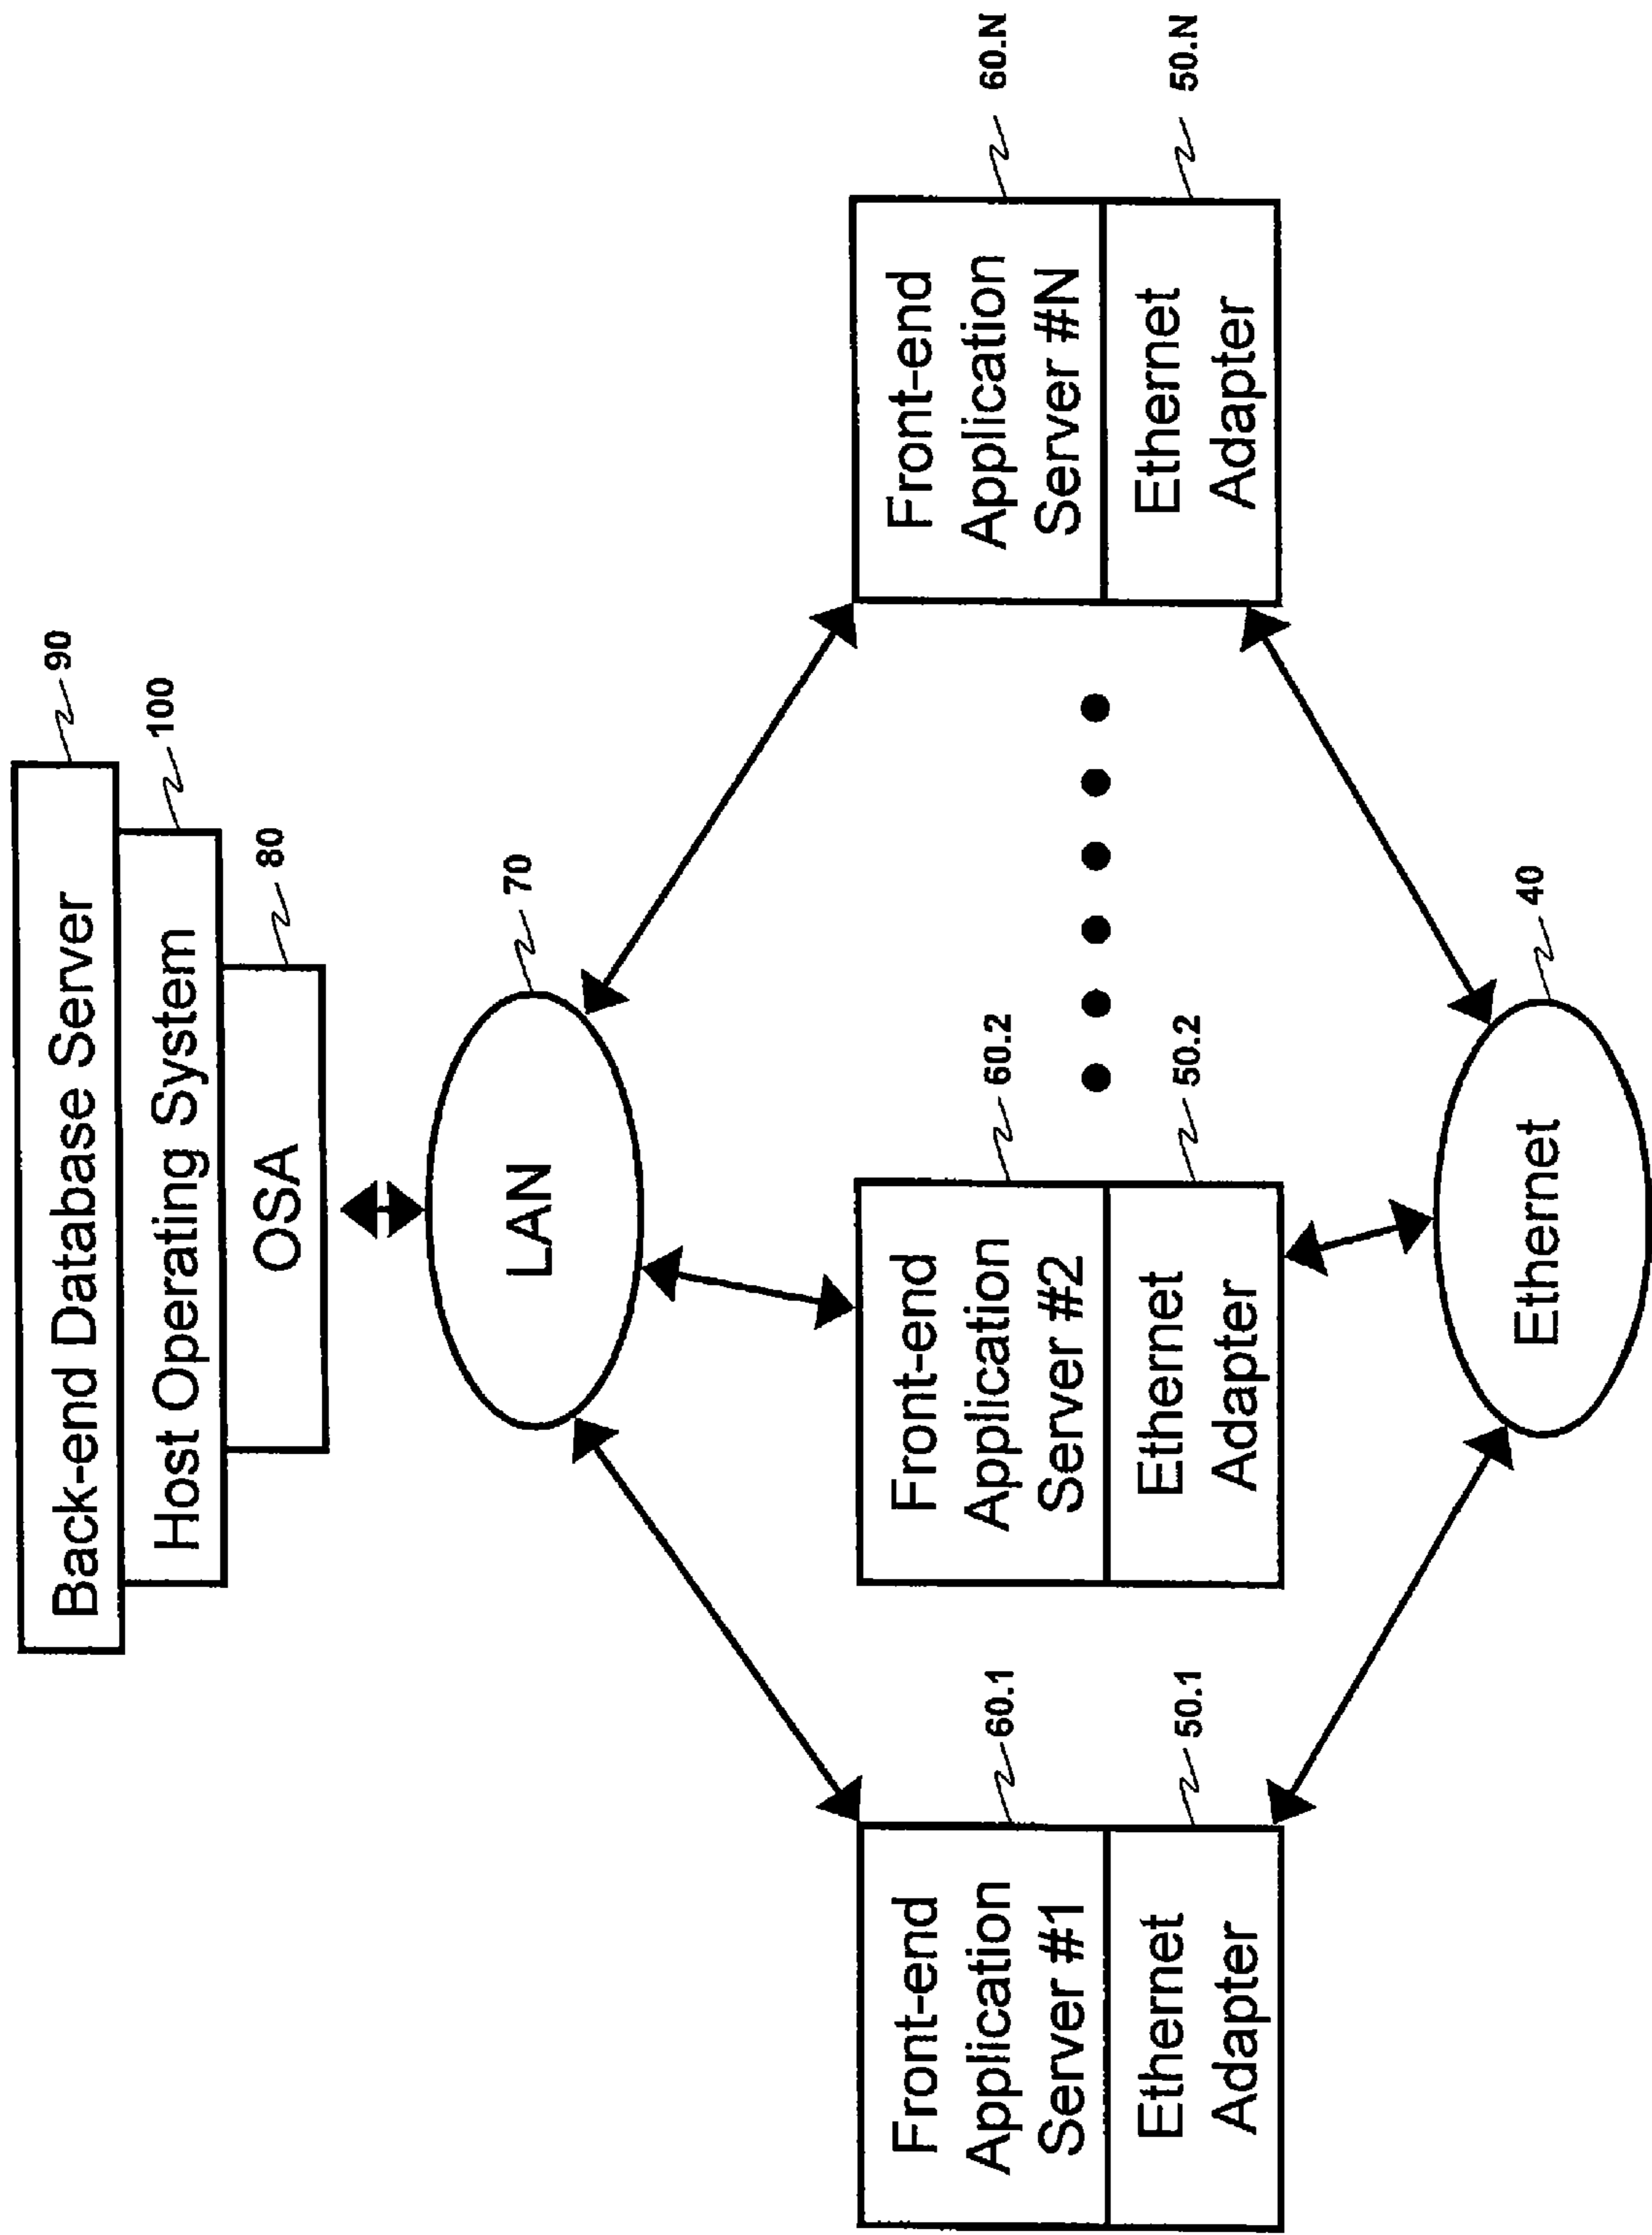 Back-end Database Server
90
Host Operating System
100
OSA
80
LAN
70
Front-end
Application
Server #1
60.1
Ethernet
Adapter
50.1
Front-end
Application
Server #2
60.2
Ethernet
Adapter
50.2
Front-end
Application
Server #N
60.N
Ethernet
Adapter
50.N
Ethernet
40